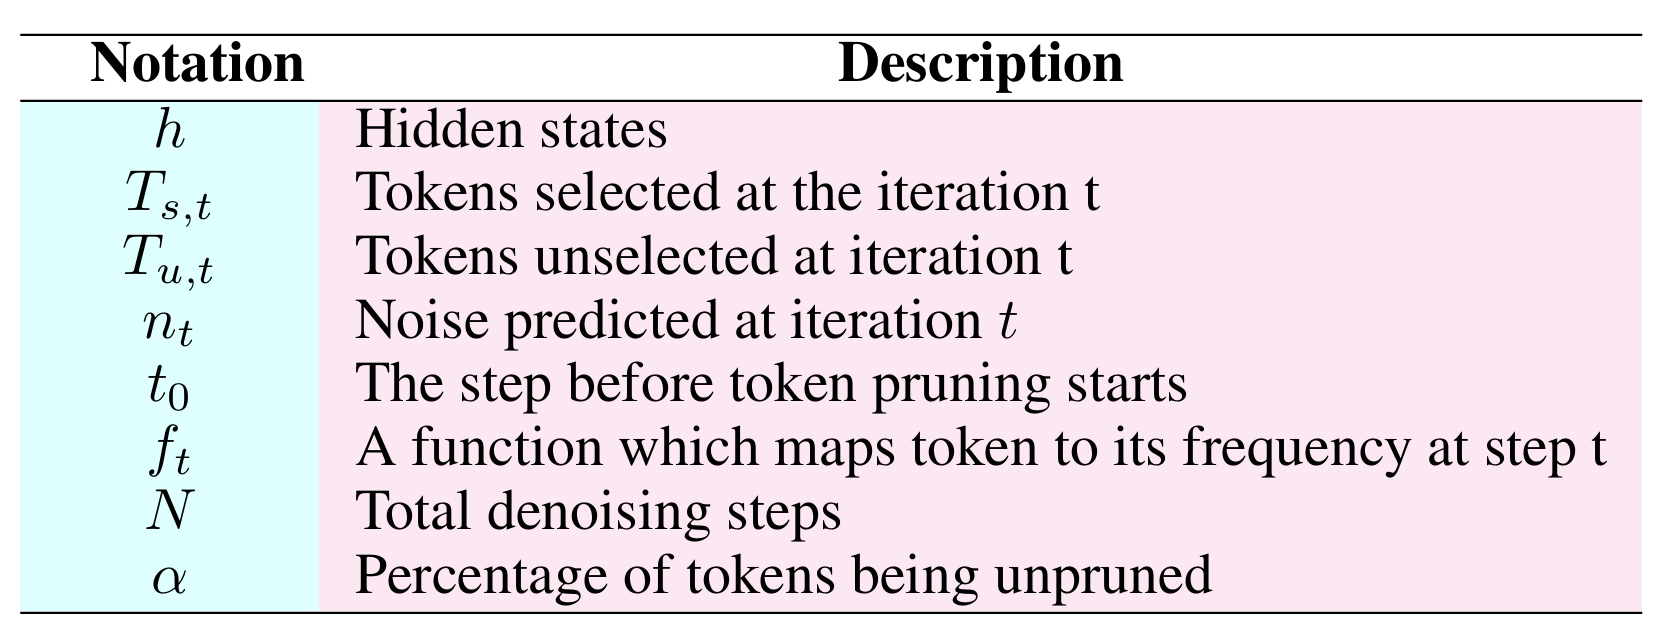 Notation Description
h Hidden states
T_{s,t} Tokens selected at the iteration t
T_{u,t} Tokens unselected at iteration t
n_t Noise predicted at iteration t
t_0 The step before token pruning starts
f_t A function which maps token to its frequency at step t
N Total denoising steps
α Percentage of tokens being unpruned